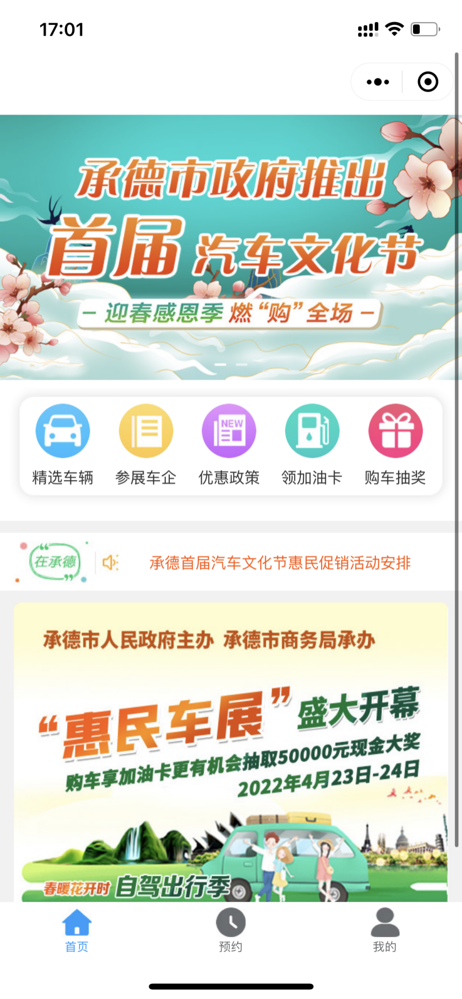 17:01
承德市政府推出
首届 汽车文化节
迎春感恩季 燃“购”全场
NEW
精选车辆 参展车企 优惠政策 领加油卡 购车抽奖
“在承德” 承德首届汽车文化节惠民促销活动安排
承德市人民政府主办 承德市商务局承办
“惠民车展”盛大开幕
购车享加油卡更有机会抽取50000元现金大奖
2022年4月23日-24日
春暖花开时 自驾出行季
首页 预约 我的